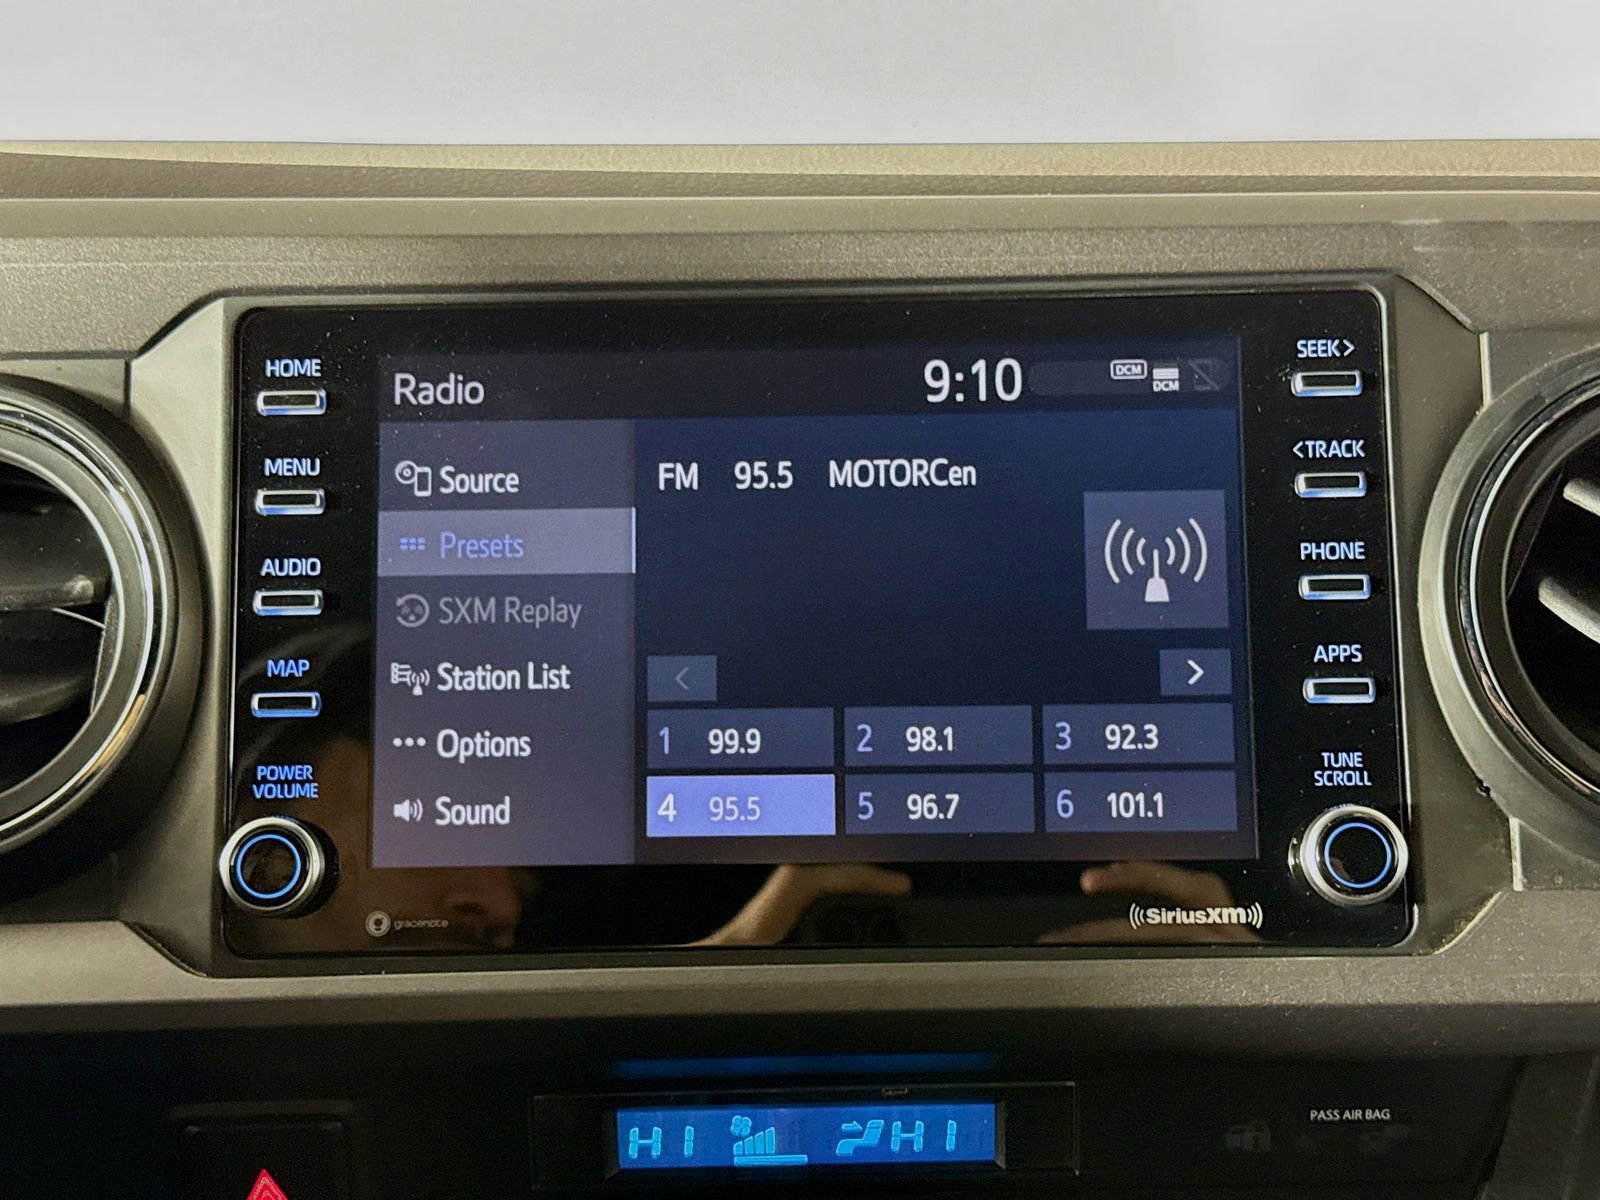 HOME
MENU
AUDIO
MAP
POWER
VOLUME
Radio 9:10 DCM DCM
Source
Presets
SXM Replay
Station List
Options
Sound
FM 95.5 MOTORCen
< >
1 99.9 2 98.1 3 92.3
4 95.5 5 96.7 6 101.1
SEEK>
<TRACK
PHONE
APPS
TUNE
SCROLL
gracenote
SiriusXM
HI HI
PASS AIR BAG